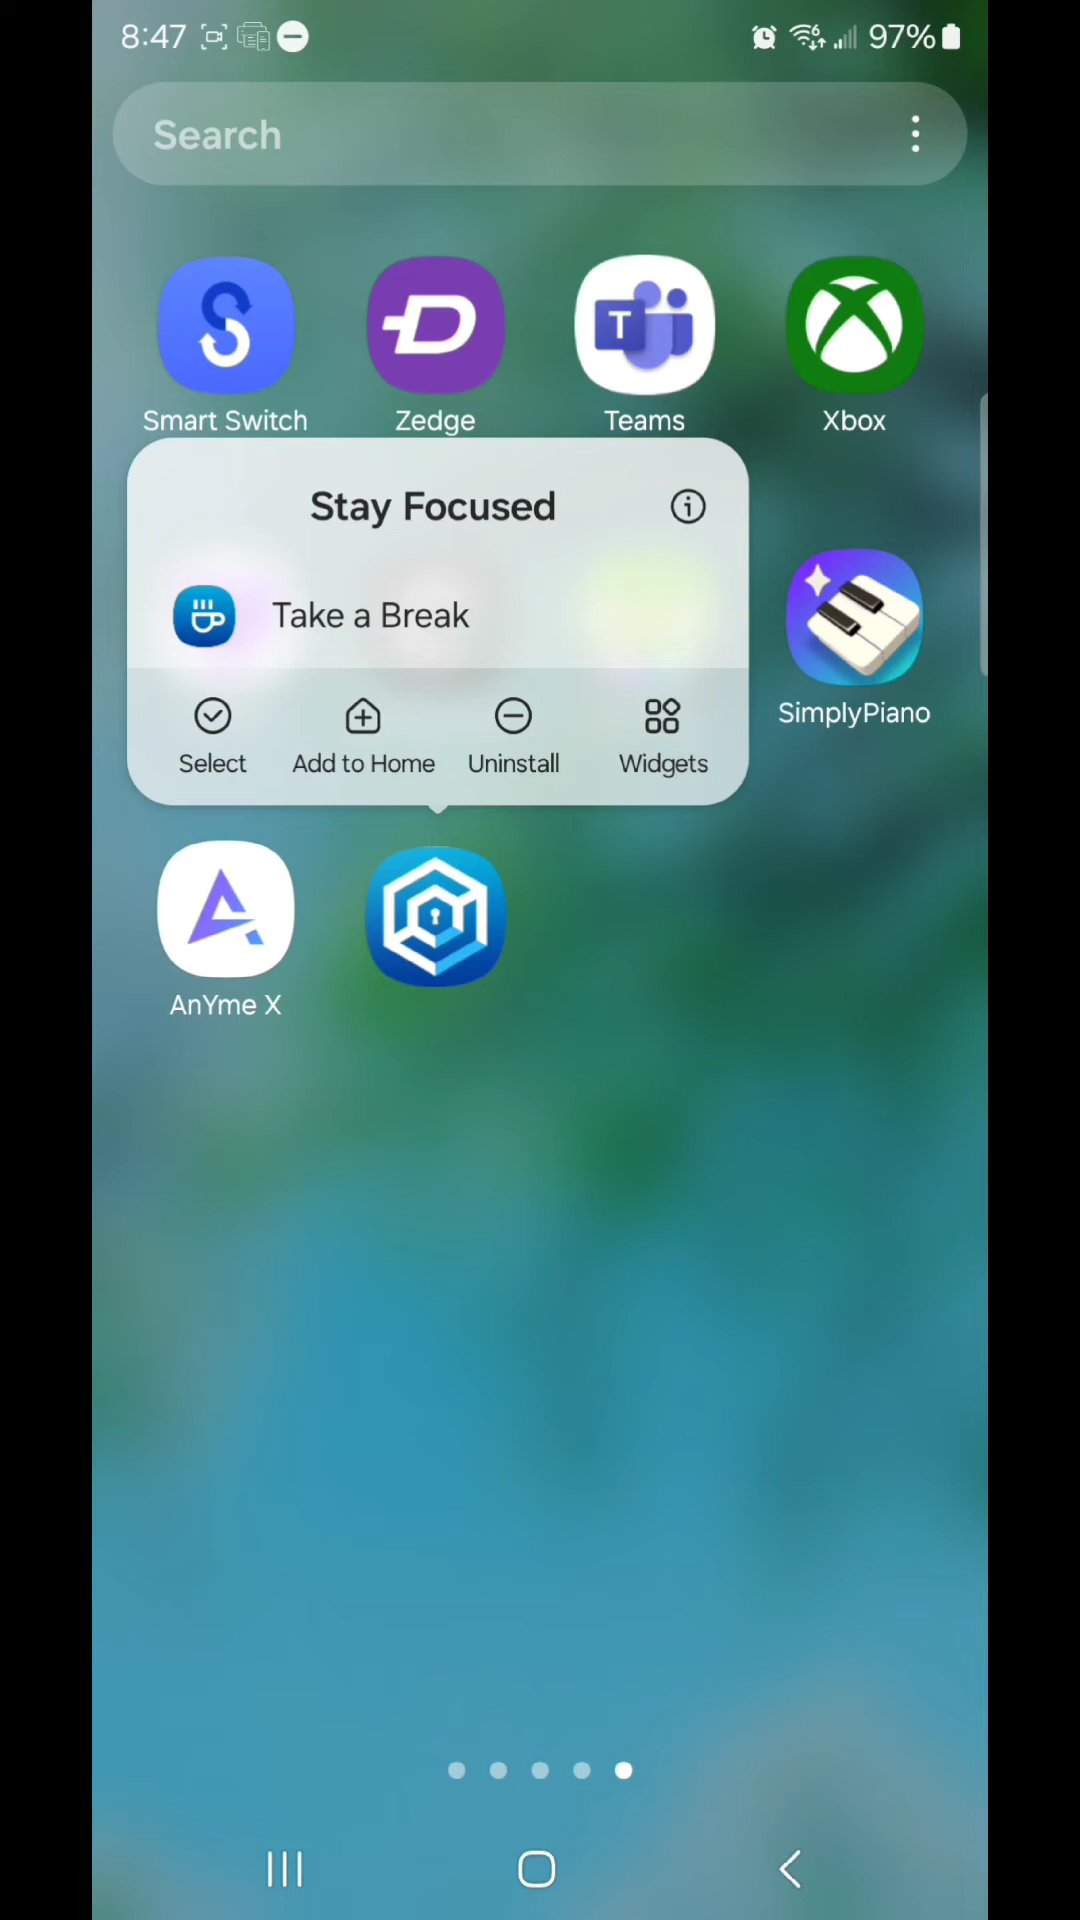 8:47
97%
Search
Smart Switch
Zedge
Teams
Xbox
Stay Focused
Take a Break
Select
Add to Home
Uninstall
Widgets
SimplyPiano
AnYme X